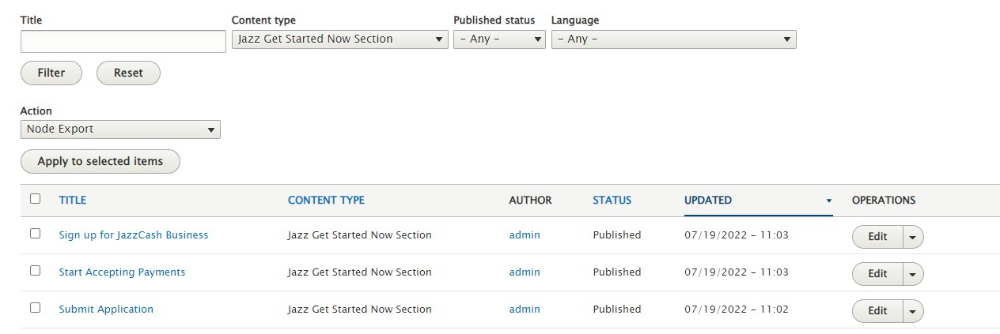 Title Content type Published status Language
Jazz Get Started Now Section - Any - - Any -
Filter Reset
Action
Node Export
Apply to selected items
TITLE CONTENT TYPE AUTHOR STATUS UPDATED OPERATIONS
Sign up for JazzCash Business Jazz Get Started Now Section admin Published 07/19/2022 - 11:03 Edit
Start Accepting Payments Jazz Get Started Now Section admin Published 07/19/2022 - 11:03 Edit
Submit Application Jazz Get Started Now Section admin Published 07/19/2022 - 11:02 Edit